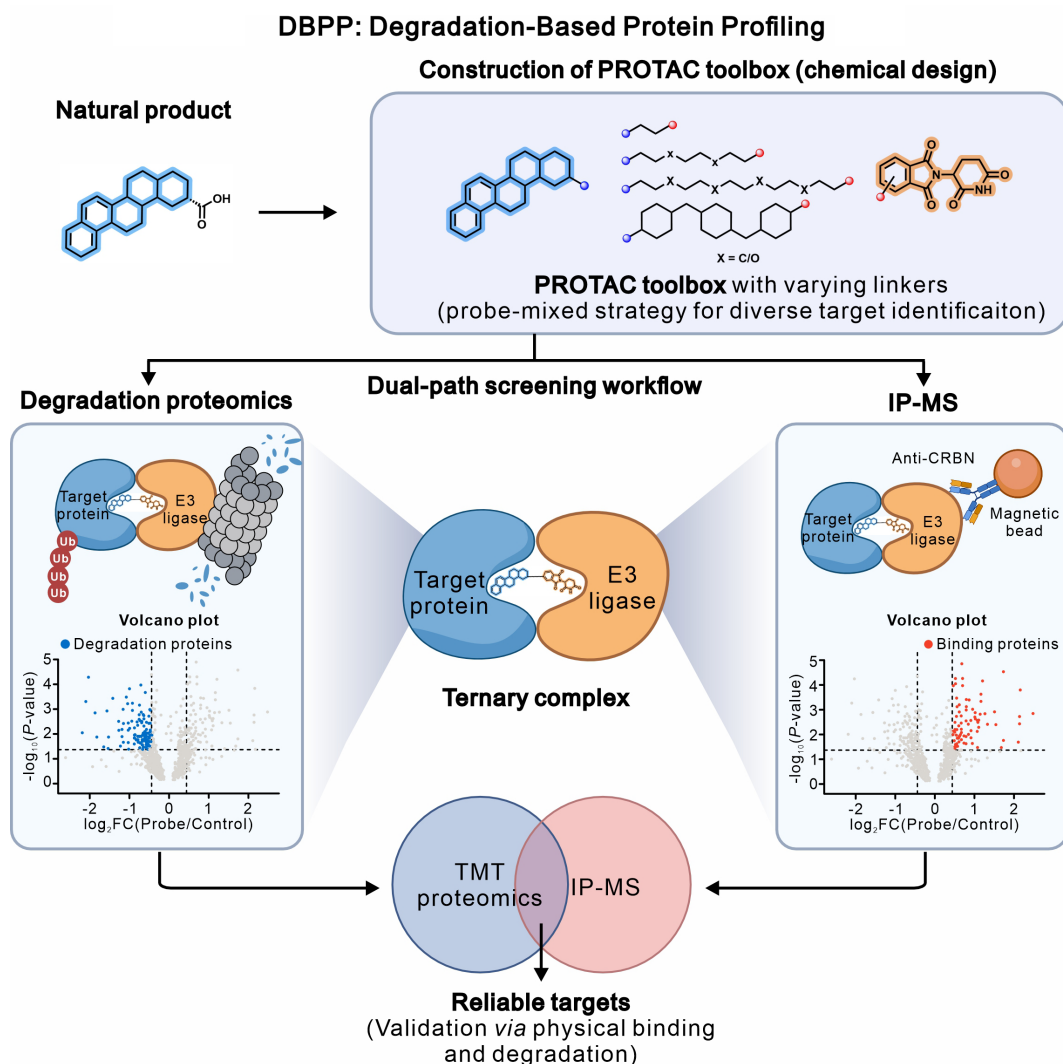 DBPP: Degradation-Based Protein Profiling
Construction of PROTAC toolbox (chemical design)
Natural product
OH
O
X
X
X
X
X
X
X = C/O
O
N
O
O
NH
O
PROTAC toolbox with varying linkers
(probe-mixed strategy for diverse target identificaiton)
Dual-path screening workflow
Degradation proteomics
Target
protein
E3
ligase
Ub
Ub
Ub
Ub
Volcano plot
Degradation proteins
5
4
3
2
1
0
-log₁₀(P-value)
-2 -1 0 1 2
log₂FC(Probe/Control)
Target
protein
E3
ligase
Ternary complex
IP-MS
Anti-CRBN
Magnetic
bead
Target
protein
E3
ligase
Volcano plot
Binding proteins
5
4
3
2
1
0
-log₁₀(P-value)
-2 -1 0 1 2
log₂FC(Probe/Control)
TMT
proteomics
IP-MS
Reliable targets
(Validation via physical binding
and degradation)